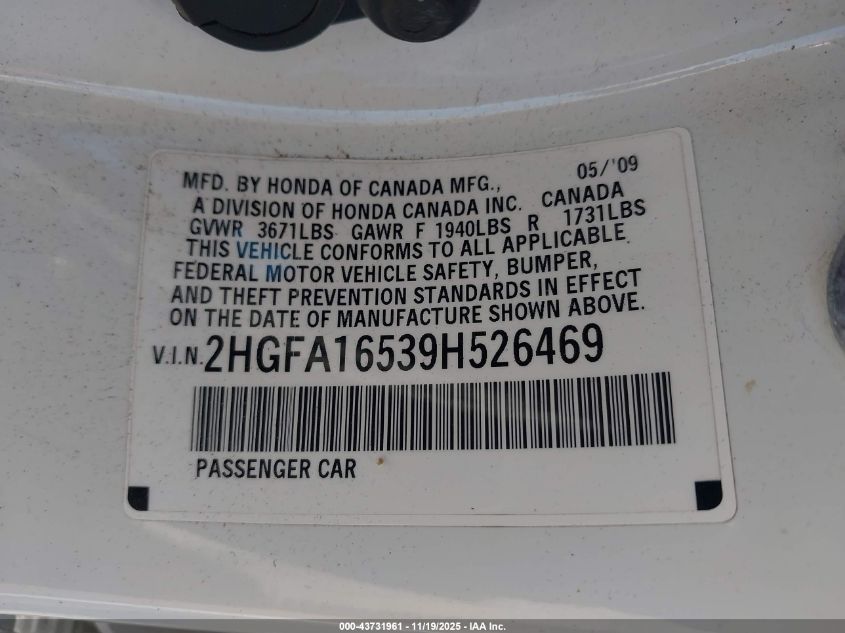 MFD. BY HONDA OF CANADA MFG., 05/'09
A DIVISION OF HONDA CANADA INC. CANADA
GVWR 3671LBS GAWR F 1940LBS R 1731LBS
THIS VEHICLE CONFORMS TO ALL APPLICABLE
FEDERAL MOTOR VEHICLE SAFETY, BUMPER,
AND THEFT PREVENTION STANDARDS IN EFFECT
ON THE DATE OF MANUFACTURE SHOWN ABOVE.
V.I.N. 2HGFA16539H526469
PASSENGER CAR
000-43731961 - 11/19/2025 - IAA Inc.